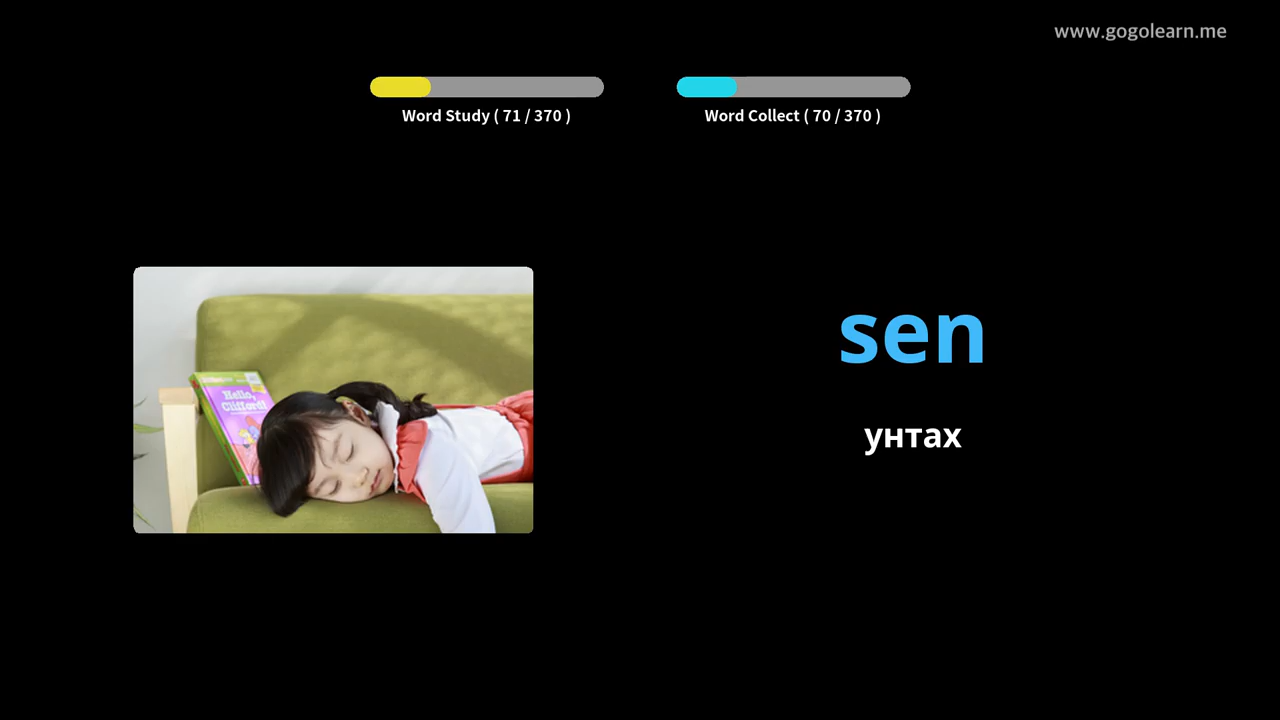 www.gogolearn.me
Word Study ( 71 / 370 )
Word Collect ( 70 / 370 )
Hello,
Clifford!
sen
унтах